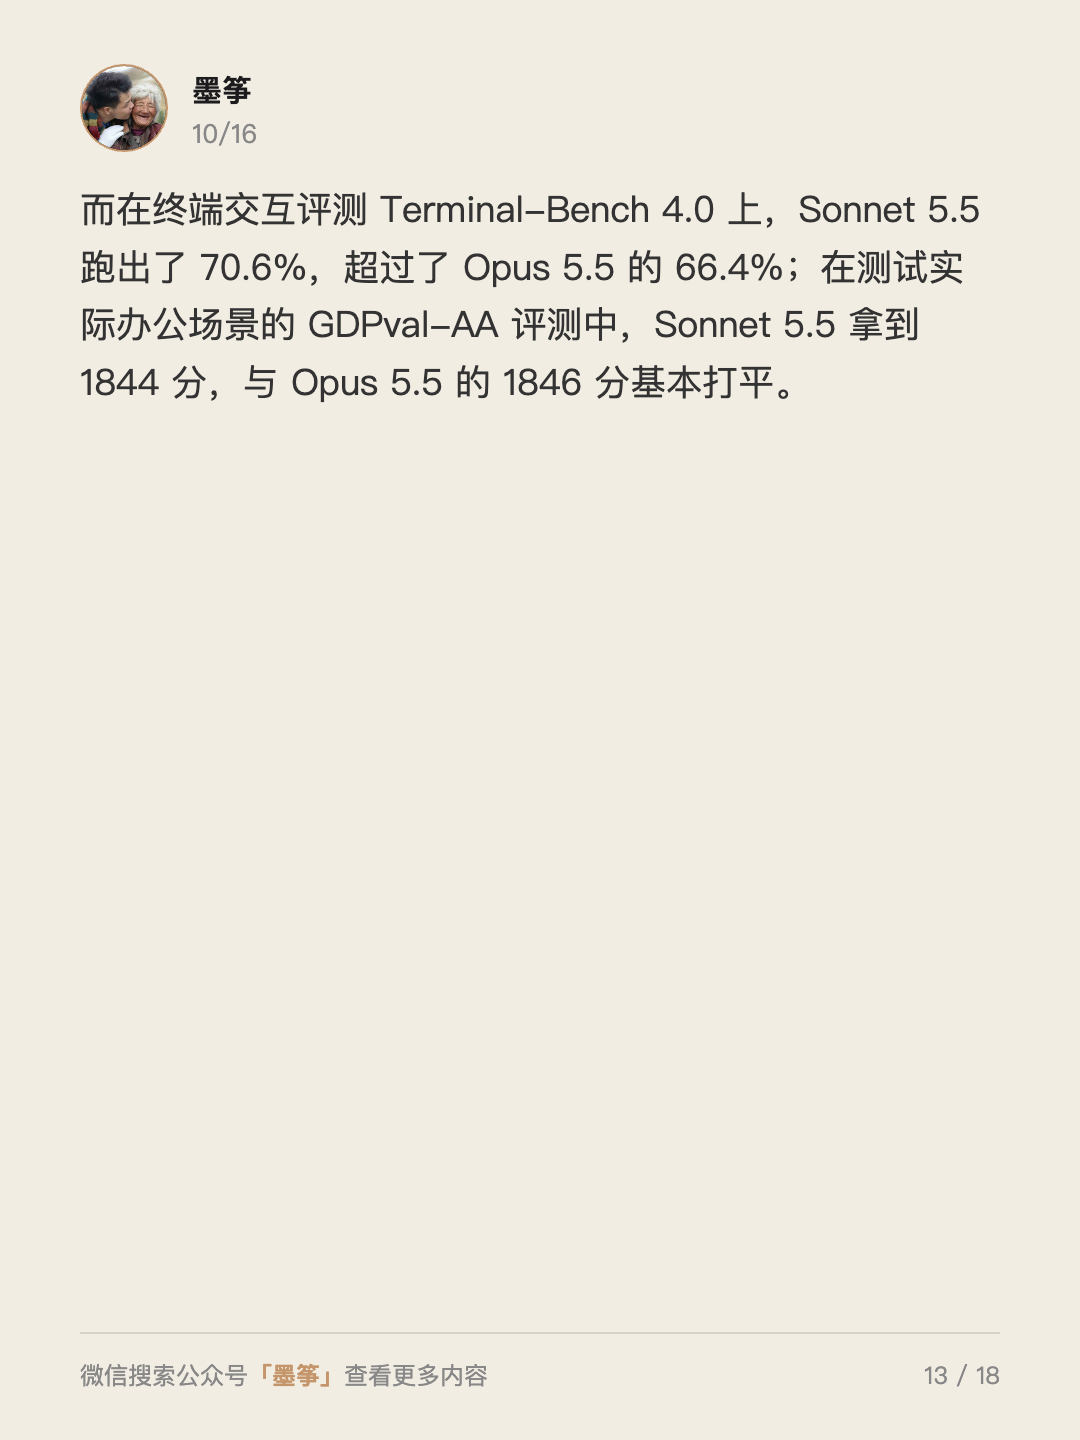 墨筝
10/16
而在终端交互评测 Terminal-Bench 4.0 上，Sonnet 5.5
跑出了 70.6%，超过了 Opus 5.5 的 66.4%；在测试实
际办公场景的 GDPval-AA 评测中，Sonnet 5.5 拿到
1844 分，与 Opus 5.5 的 1846 分基本打平。
微信搜索公众号「墨筝」查看更多内容
13 / 18